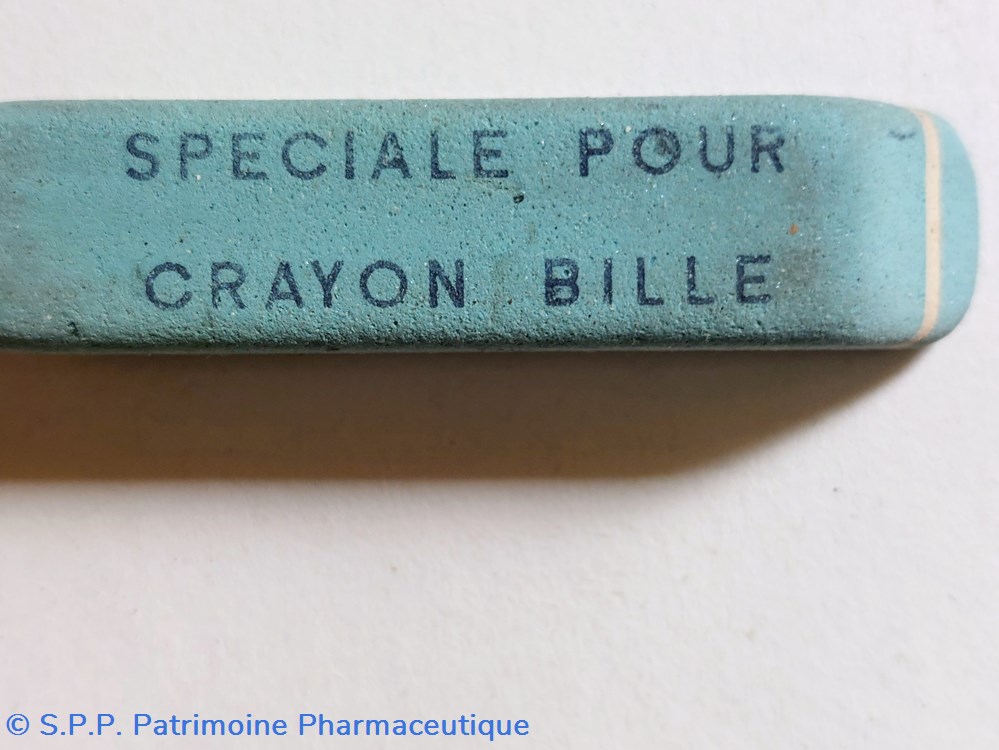 SPECIALE POUR
CRAYON BILLE
© S.P.P. Patrimoine Pharmaceutique